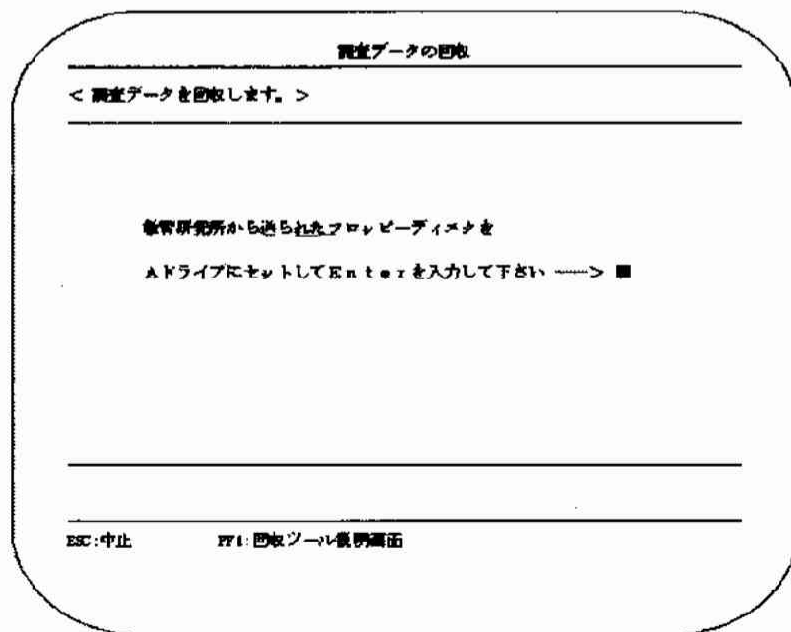 調査データの回収
< 調査データを回収します。 >
教育研究所から送られたフロッピーディスクを
AドライブにセットしてEnterを入力して下さい ──> ■
ESC:中止 PF1:回収ツール説明画面